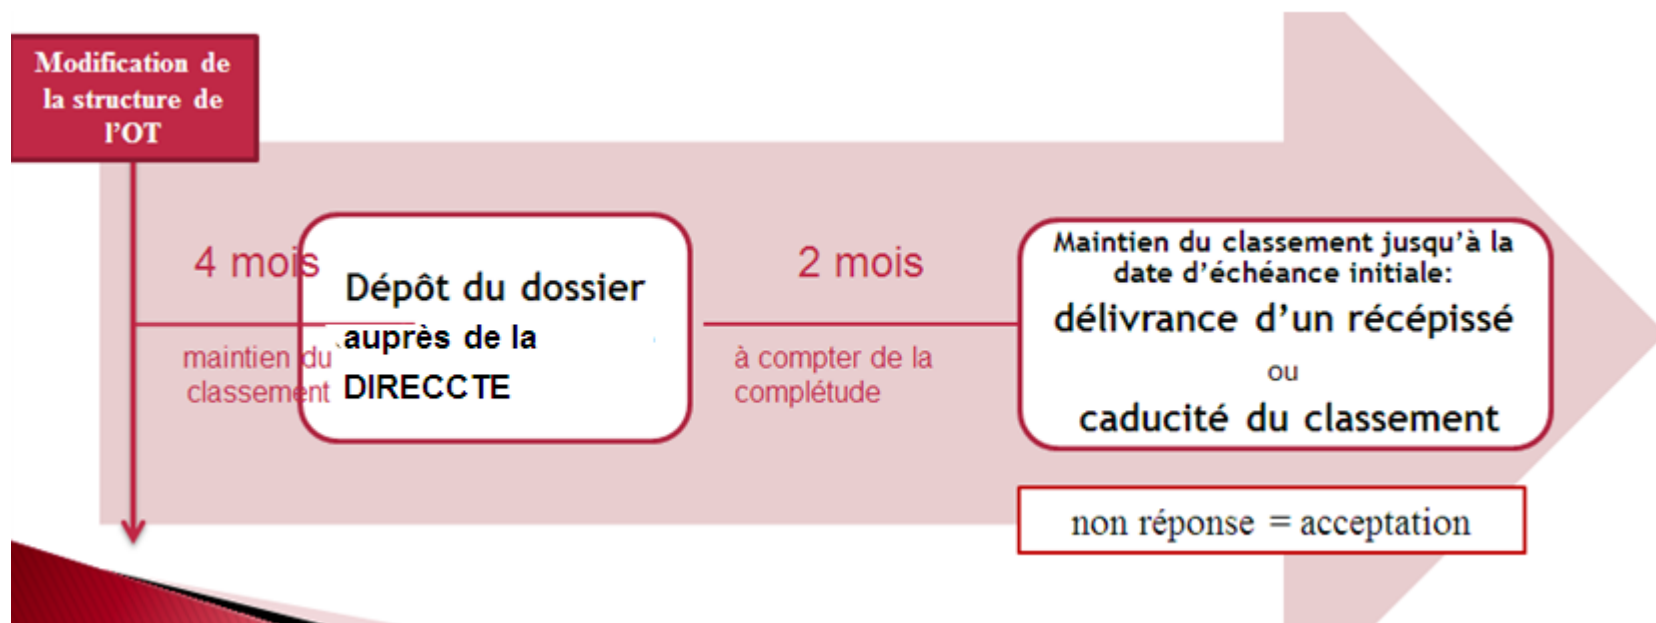 Modification de
la structure de
l’OT
4 mois
maintien du
classement
Dépôt du dossier
auprès de la
DIRECCTE
2 mois
à compter de la
complétude
Maintien du classement jusqu’à la
date d’échéance initiale:
délivrance d’un récépissé
ou
caducité du classement
non réponse = acceptation